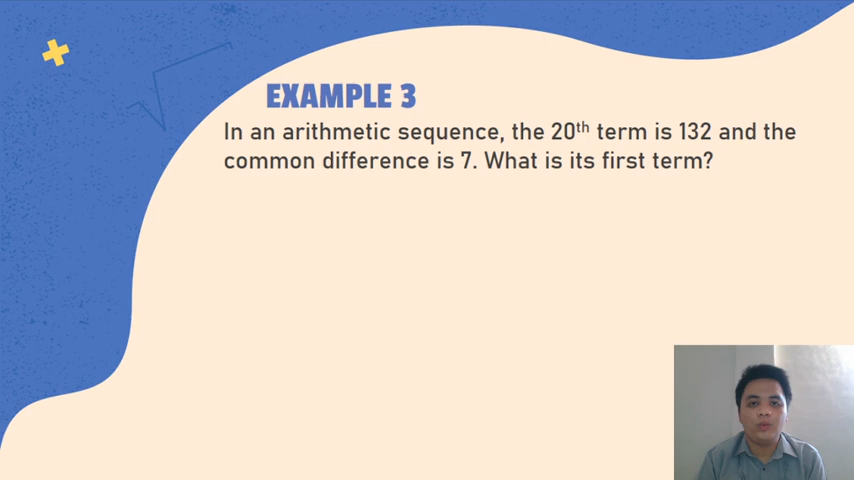 EXAMPLE 3
In an arithmetic sequence, the 20th term is 132 and the
common difference is 7. What is its first term?